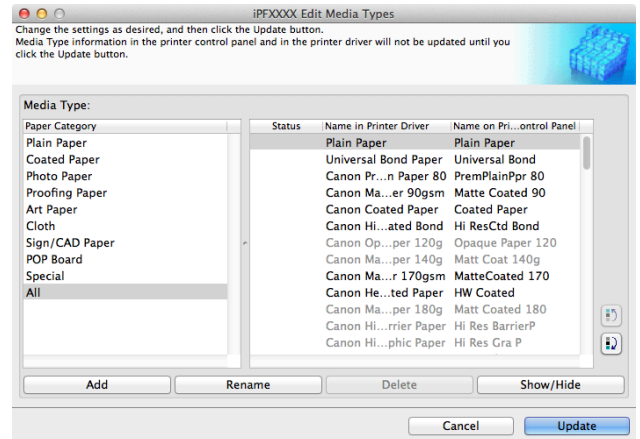 iPFXXXX Edit Media Types
Change the settings as desired, and then click the Update button.
Media Type information in the printer control panel and in the printer driver will not be updated until you
click the Update button.
Media Type:
Paper Category
Plain Paper
Coated Paper
Photo Paper
Proofing Paper
Art Paper
Cloth
Sign/CAD Paper
POP Board
Special
All
Status Name in Printer Driver Name on Pri...ontrol Panel
Plain Paper Plain Paper
Universal Bond Paper Universal Bond
Canon Pr...n Paper 80 PremPlainPpr 80
Canon Ma...er 90gsm Matte Coated 90
Canon Coated Paper Coated Paper
Canon Hi...ated Bond Hi ResCtd Bond
Canon Op...per 120g Opaque Paper 120
Canon Ma...per 140g Matt Coat 140g
Canon Ma...r 170gsm MatteCoated 170
Canon He...ted Paper HW Coated
Canon Ma...per 180g Matt Coated 180
Canon Hi...rrier Paper Hi Res BarrierP
Canon Hi...phic Paper Hi Res Gra P
Add Rename Delete Show/Hide
Cancel Update